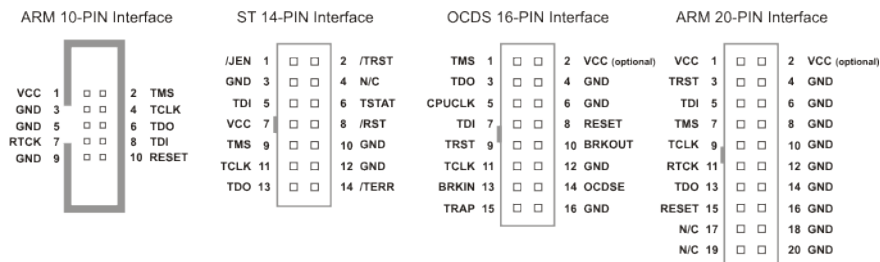 ARM 10-PIN Interface
VCC 1 2 TMS
GND 3 4 TCLK
GND 5 6 TDO
RTCK 7 8 TDI
GND 9 10 RESET
ST 14-PIN Interface
/JEN 1 2 /TRST
GND 3 4 N/C
TDI 5 6 TSTAT
VCC 7 8 /RST
TMS 9 10 GND
TCLK 11 12 GND
TDO 13 14 /TERR
OCDS 16-PIN Interface
TMS 1 2 VCC (optional)
TDO 3 4 GND
CPUCLK 5 6 GND
TDI 7 8 RESET
TRST 9 10 BRKOUT
TCLK 11 12 GND
BRKIN 13 14 OCDSE
TRAP 15 16 GND
ARM 20-PIN Interface
VCC 1 2 VCC (optional)
TRST 3 4 GND
TDI 5 6 GND
TMS 7 8 GND
TCLK 9 10 GND
RTCK 11 12 GND
TDO 13 14 GND
RESET 15 16 GND
N/C 17 18 GND
N/C 19 20 GND